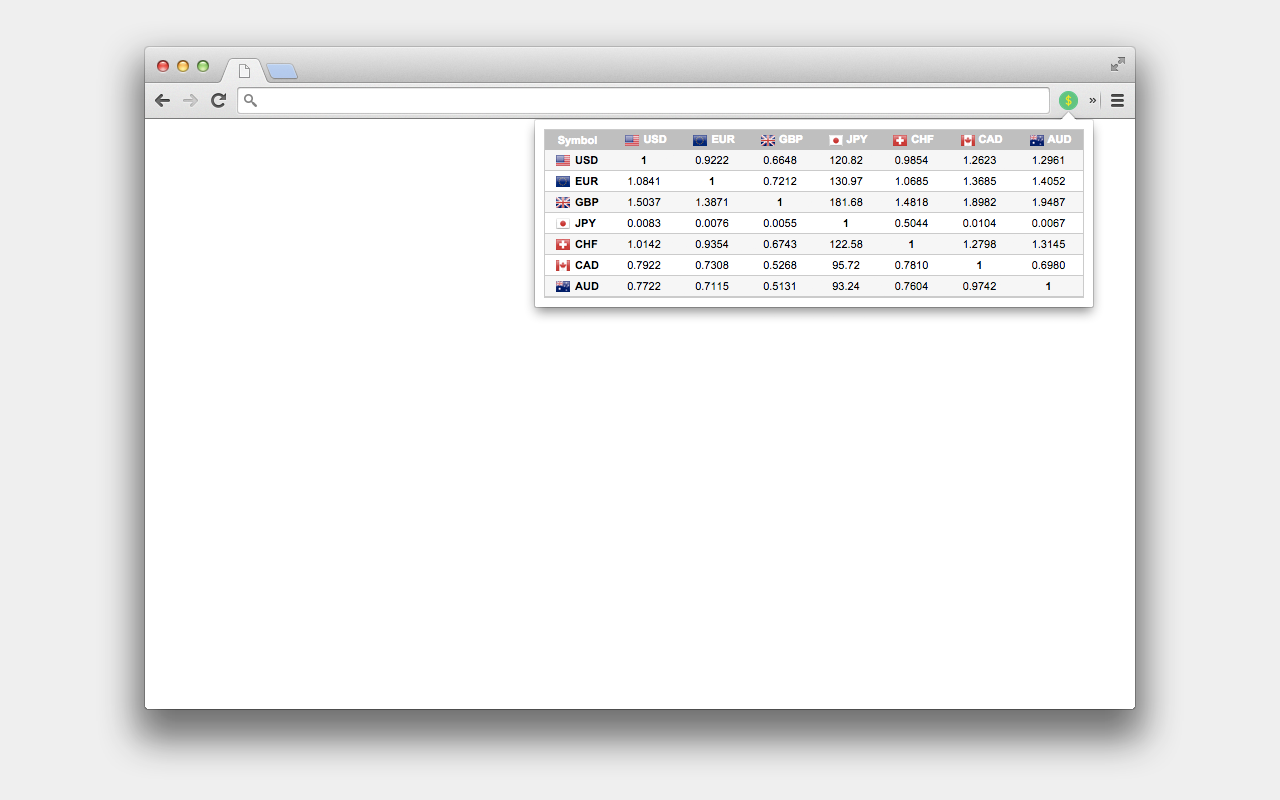 $ »
Symbol USD EUR GBP JPY CHF CAD AUD
USD 1 0.9222 0.6648 120.82 0.9854 1.2623 1.2961
EUR 1.0841 1 0.7212 130.97 1.0685 1.3685 1.4052
GBP 1.5037 1.3871 1 181.68 1.4818 1.8982 1.9487
JPY 0.0083 0.0076 0.0055 1 0.5044 0.0104 0.0067
CHF 1.0142 0.9354 0.6743 122.58 1 1.2798 1.3145
CAD 0.7922 0.7308 0.5268 95.72 0.7810 1 0.6980
AUD 0.7722 0.7115 0.5131 93.24 0.7604 0.9742 1